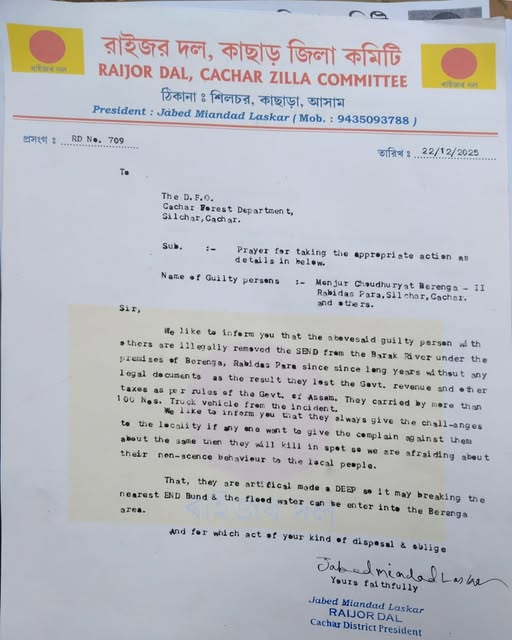 রাইজর দল, কাছাড় জিলা কমিটি
RAIJOR DAL, CACHAR ZILLA COMMITTEE
রাইজর দল
রাইজর দল
ঠিকানা : শিলচর, কাছাড়া, আসাম
President : Jabed Miandad Laskar ( Mob. : 9435093788 )
প্রসংগ : RD No. 709
তারিখ : 22/12/2025
To
The D.F.O.
Cachar Forest Department,
Silchar,Cachar.
Sub. :- Prayer for taking the appropriate action as
details in below.
Name of Guilty persons :- Menjur Choudhuryat Berenga - II
Rabidas Para,Silchar,Cachar.
and others.
Sir,
We like to inform you that the abovesaid guilty person with
others are illegally removed the SEND from the Barak River under the
premises of Berenga, Rabidas Para since since long years without any
legal documents as the result they lost the Govt. revenue and other
taxes as per rules of the Govt. of Assam. They carried by more than
100 Nos. Truck vehicle from the incident.
We like to inform you that they always give the chall-anges
to the locality if any one want to give the complain against them
about the same then they will kill in spot so we are afraiding about
their non-scence behaviour to the local people.
That, they are artifical made a DEEP so it may breaking the
nearest END Bund & the flood water can be enter into the Berenga
area.
রাইজর দল
And for which act of your kind of disposal & oblige
Jabed Miandad Laskar
Yours faithfully
Jabed Miandad Laskar
RAIJOR DAL
Cachar District President